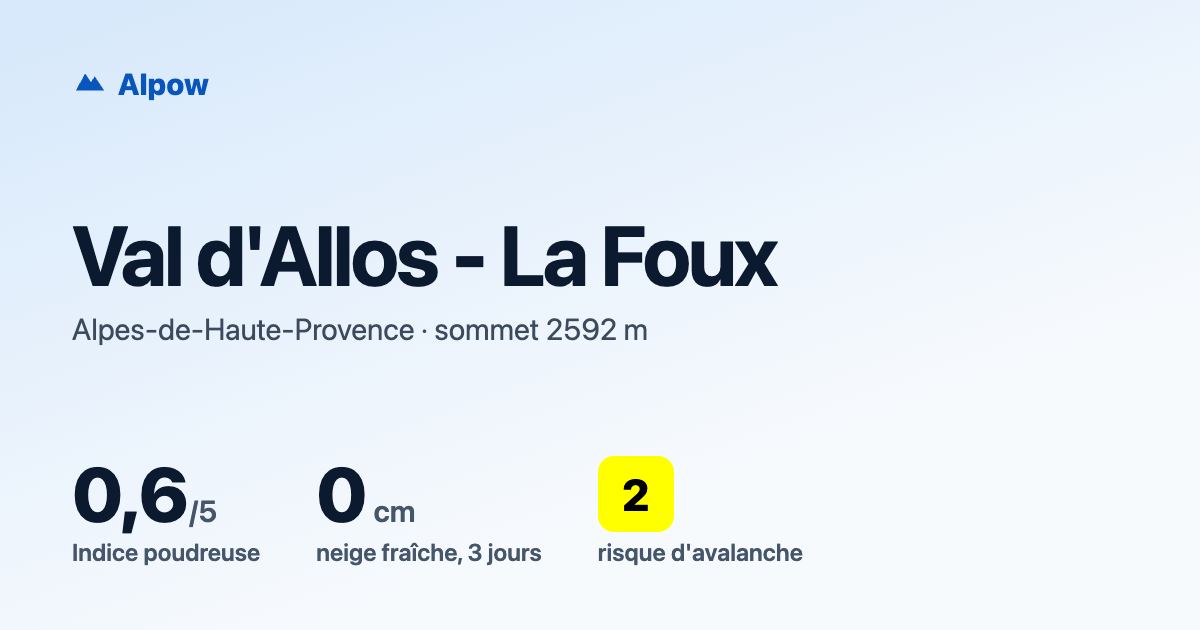 Alpow
Val d'Allos - La Foux
Alpes-de-Haute-Provence · sommet 2592 m
0,6/5
Indice poudreuse
0 cm
neige fraîche, 3 jours
2
risque d'avalanche